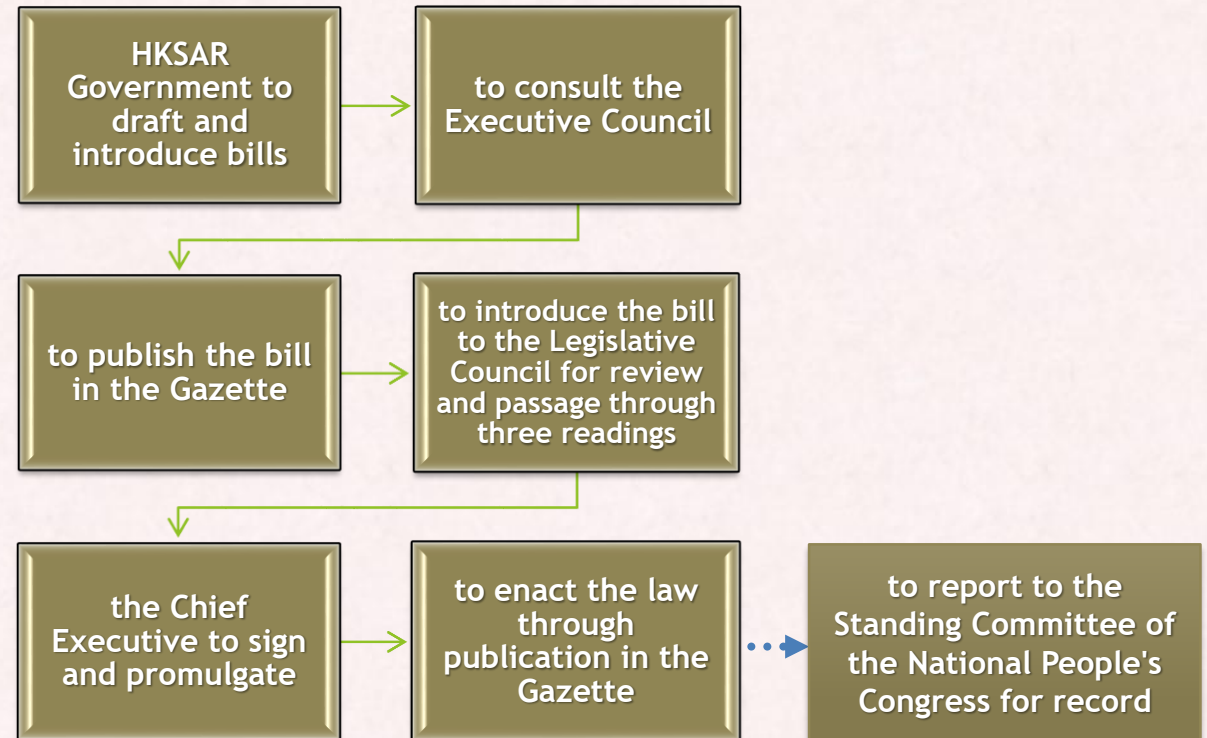 HKSAR
Government to
draft and
introduce bills
to consult the
Executive Council
to publish the bill
in the Gazette
to introduce the bill
to the Legislative
Council for review
and passage through
three readings
the Chief
Executive to sign
and promulgate
to enact the law
through
publication in the
Gazette
to report to the
Standing Committee of
the National People's
Congress for record